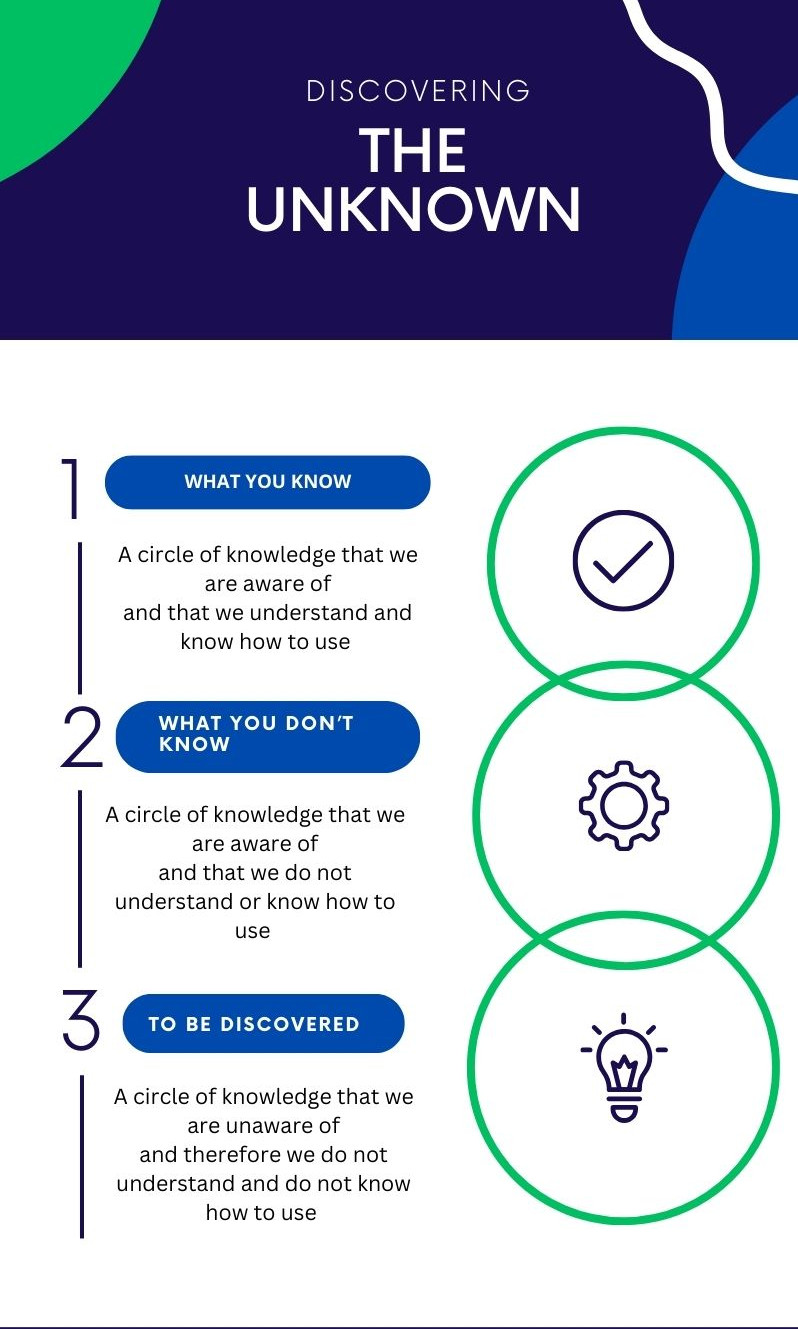 DISCOVERING
THE
UNKNOWN
1
WHAT YOU KNOW
A circle of knowledge that we
are aware of
and that we understand and
know how to use
2
WHAT YOU DON’T
KNOW
A circle of knowledge that we
are aware of
and that we do not
understand or know how to
use
3
TO BE DISCOVERED
A circle of knowledge that we
are unaware of
and therefore we do not
understand and do not know
how to use